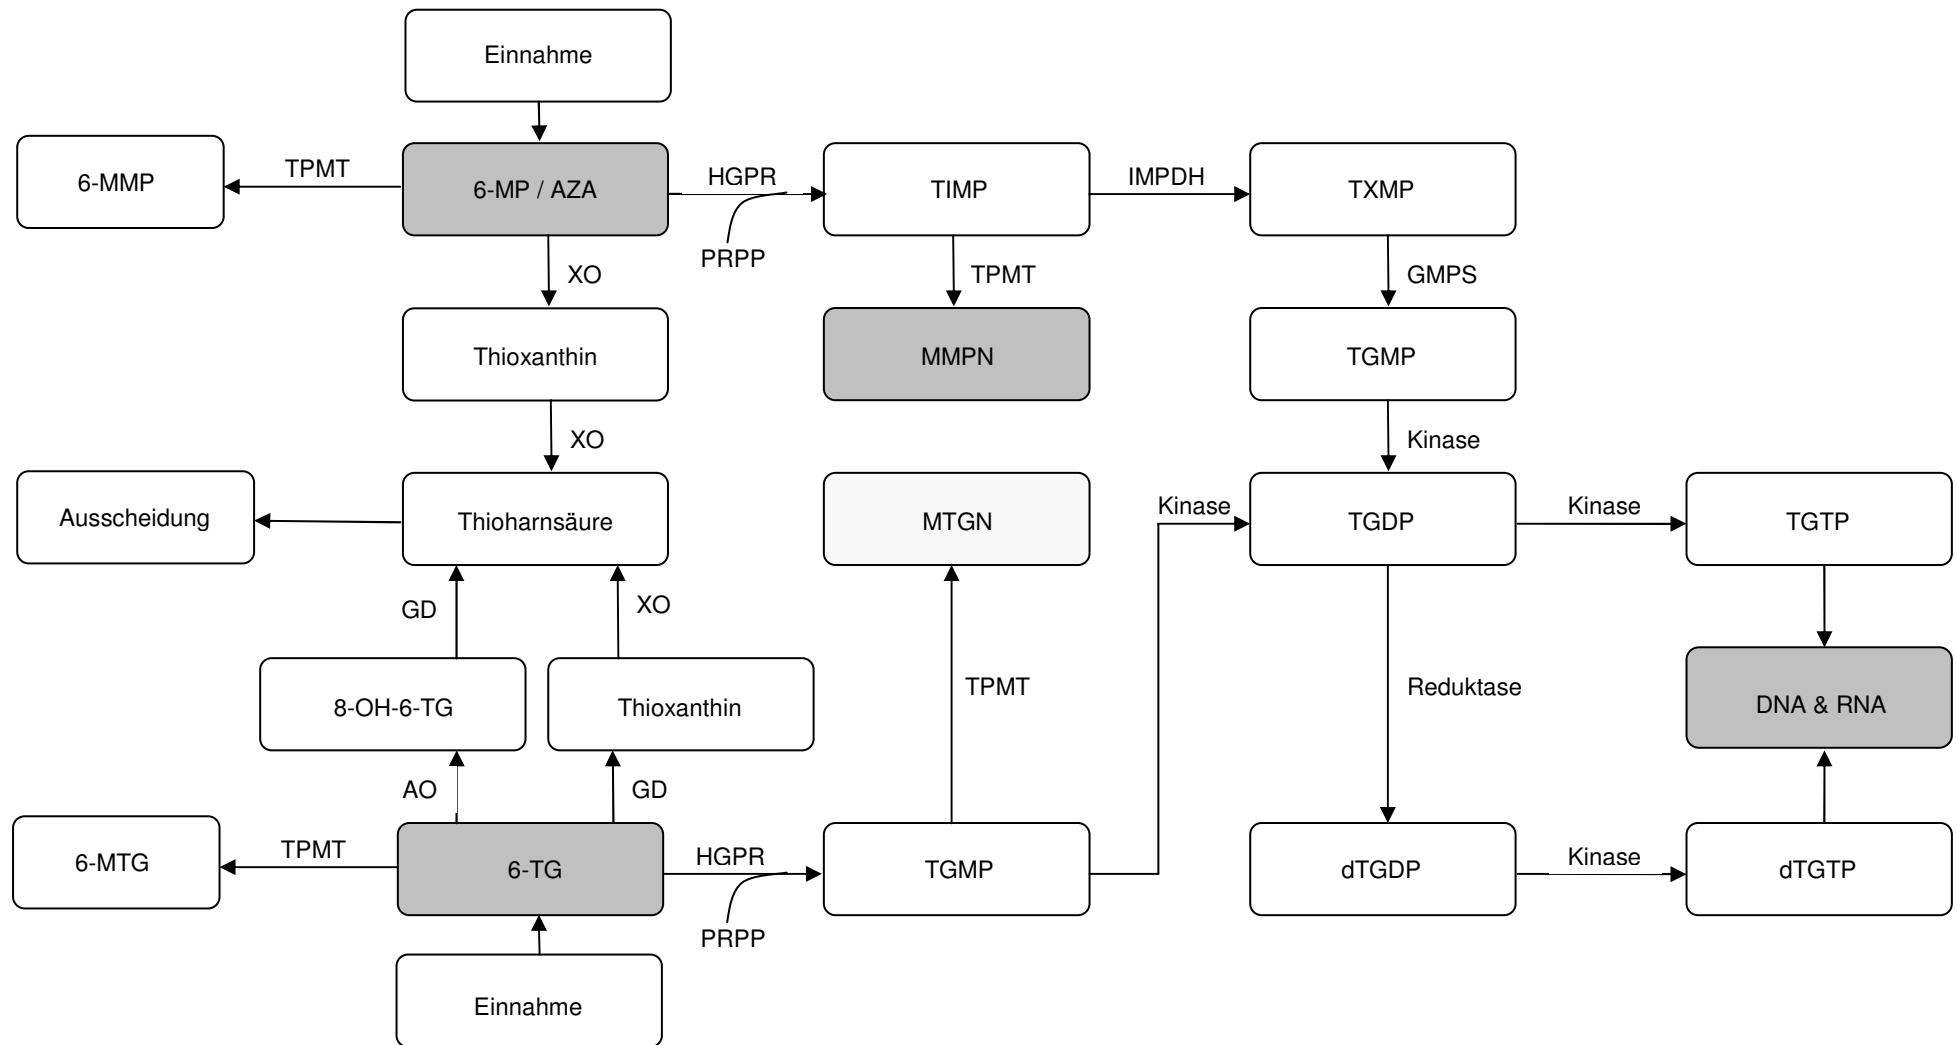 Einnahme
6-MMP
TPMT
6-MP / AZA
HGPR
PRPP
TIMP
IMPDH
TXMP
XO
TPMT
GMPS
Thioxanthin
MMPN
TGMP
XO
Kinase
Ausscheidung
Thioharnsäure
MTGN
Kinase
TGDP
Kinase
TGTP
GD
XO
8-OH-6-TG
Thioxanthin
TPMT
Reduktase
DNA & RNA
AO
GD
6-MTG
TPMT
6-TG
HGPR
PRPP
TGMP
dTGDP
Kinase
dTGTP
Einnahme